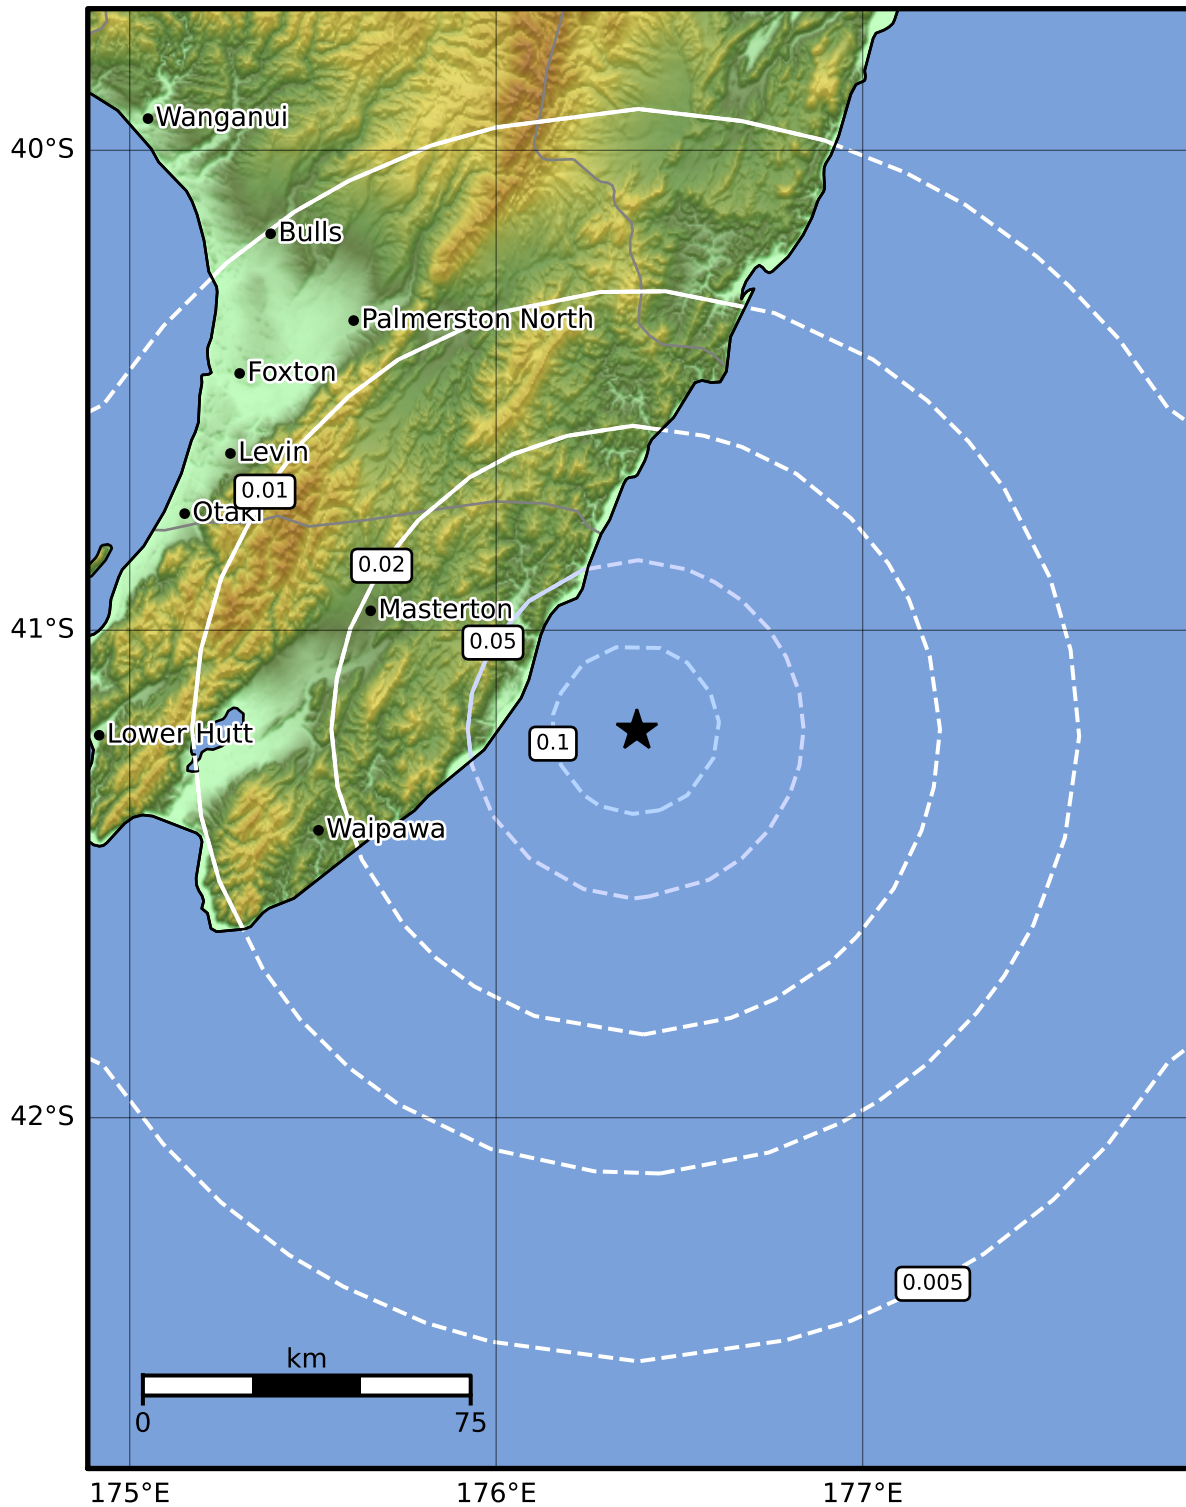 Wanganui
40°S
Bulls
Palmerston North
Foxton
Levin
0.01
Otaki
0.02
Masterton
41°S
0.05
Lower Hutt
0.1
Waipawa
42°S
0.005
km
0 75
175°E 176°E 177°E